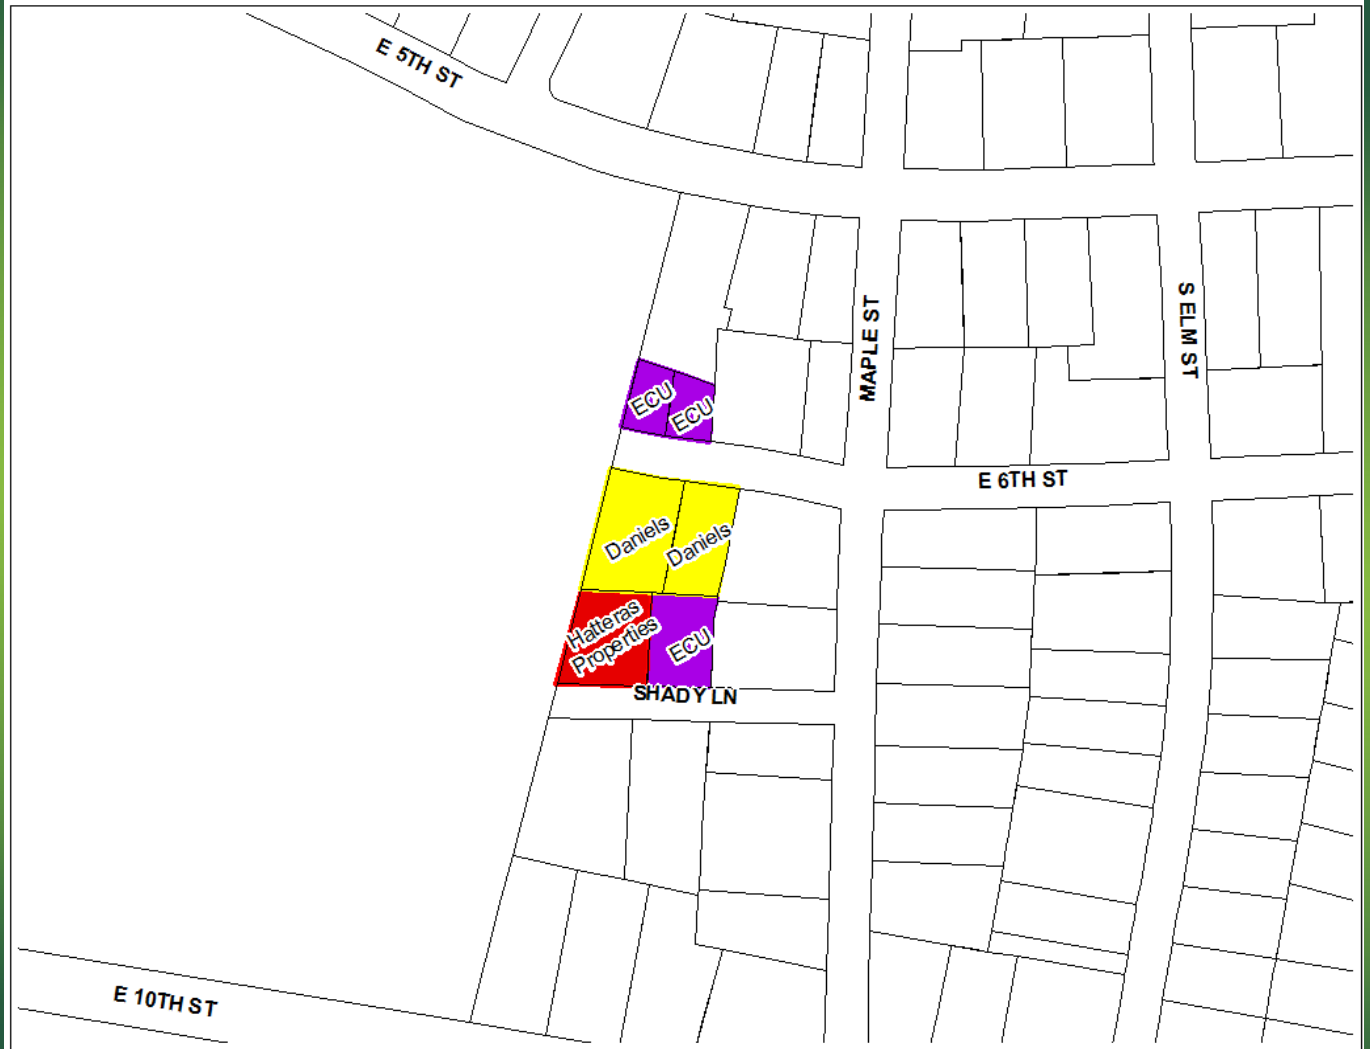 E 5TH ST
S ELM ST
MAPLE ST
ECU
ECU
E 6TH ST
Daniels
Daniels
Hatteras
Properties
ECU
SHADY LN
E 10TH ST